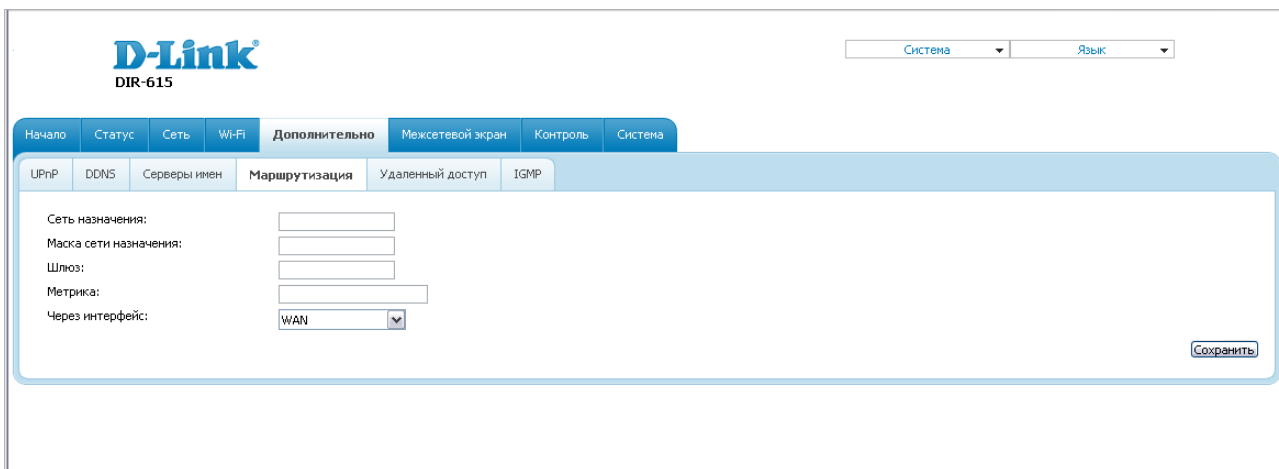 D-Link
DIR-615
Система Язык
Начало Статус Сеть Wi-Fi Дополнительно Межсетевой экран Контроль Система
UPnP DDNS Серверы имен Маршрутизация Удаленный доступ IGMP
Сеть назначения:
Маска сети назначения:
Шлюз:
Метрика:
Через интерфейс: WAN
Сохранить